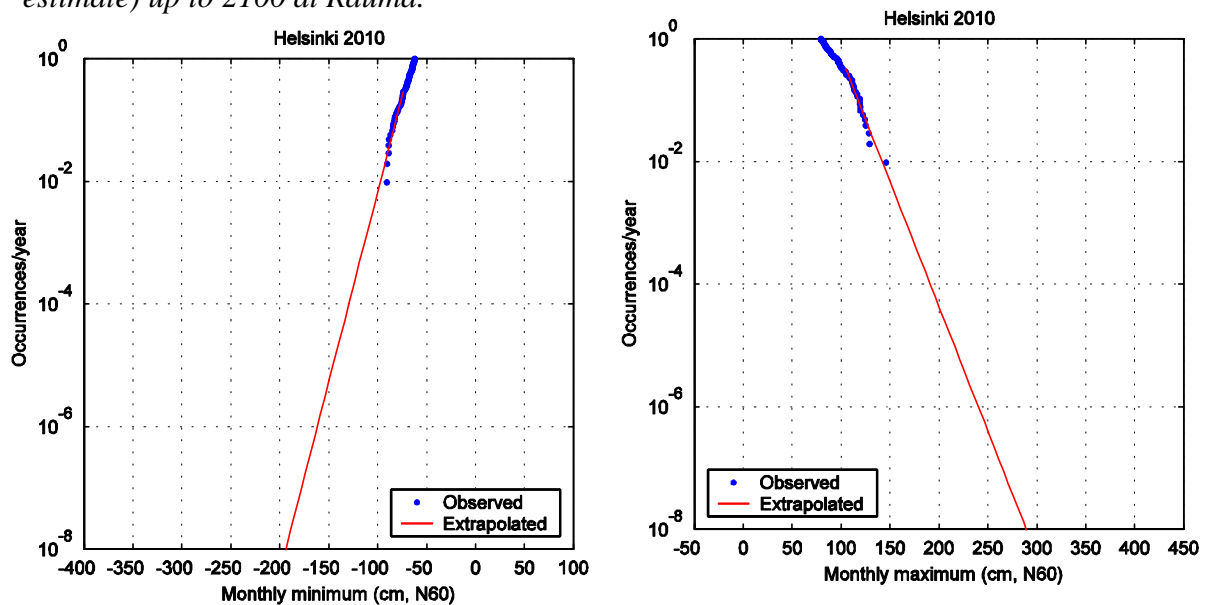 estimate) up to 2100 at Rauma.
Helsinki 2010
10^0
10^-2
10^-4
10^-6
10^-8
Occurrences/year
-400 -350 -300 -250 -200 -150 -100 -50 0 50 100
Monthly minimum (cm, N60)
Observed
Extrapolated
Helsinki 2010
10^0
10^-2
10^-4
10^-6
10^-8
Occurrences/year
-50 0 50 100 150 200 250 300 350 400 450
Monthly maximum (cm, N60)
Observed
Extrapolated